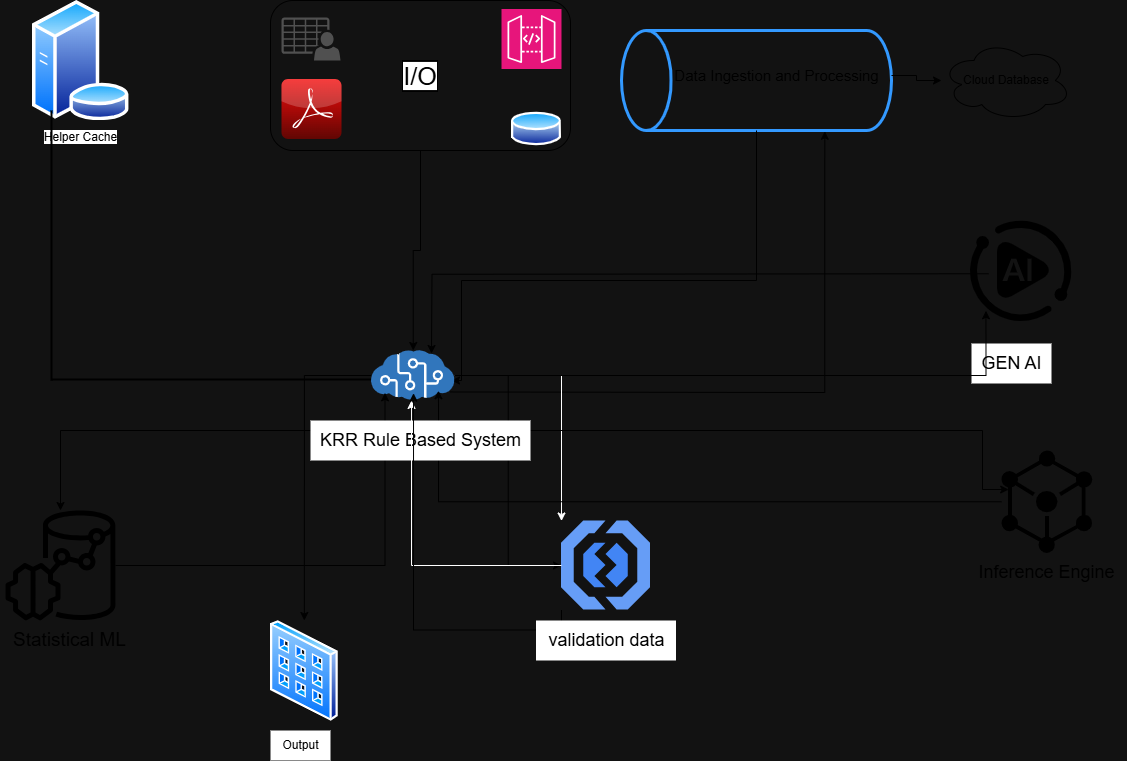 I/O
Data Ingestion and Processing
Cloud Database
Helper Cache
AI
GEN AI
KRR Rule Based System
Inference Engine
Statistical ML
validation data
Output